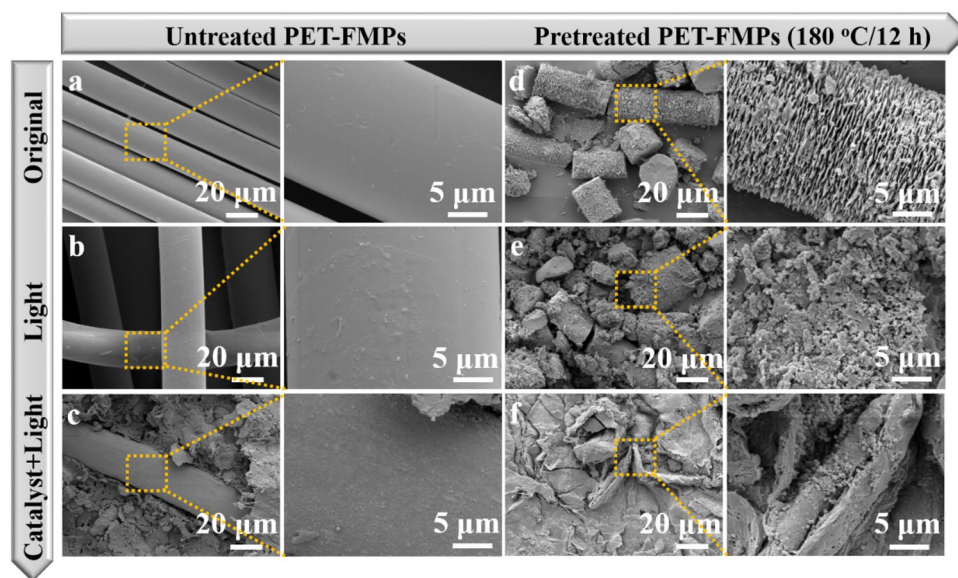 Untreated PET-FMPs
Pretreated PET-FMPs (180 °C/12 h)
Original
a
20 μm
5 μm
d
20 μm
5 μm
Light
b
20 μm
5 μm
e
20 μm
5 μm
Catalyst+Light
c
20 μm
5 μm
f
20 μm
5 μm